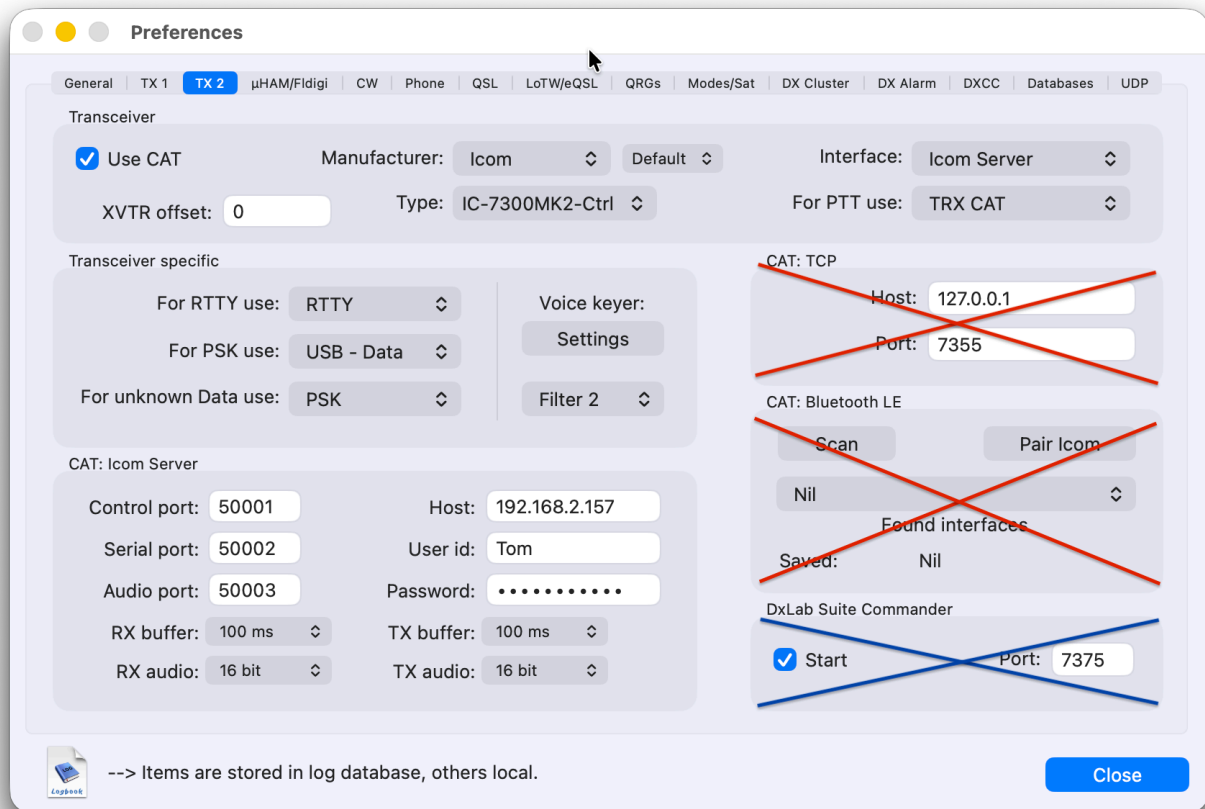 Preferences
General TX 1 TX 2 µHAM/Fldigi CW Phone QSL LoTW/eQSL QRGs Modes/Sat DX Cluster DX Alarm DXCC Databases UDP
Transceiver
Use CAT Manufacturer: Icom Default Interface: Icom Server
XVTR offset: 0 Type: IC-7300MK2-Ctrl For PTT use: TRX CAT
Transceiver specific
For RTTY use: RTTY Voice keyer:
For PSK use: USB - Data Settings
For unknown Data use: PSK Filter 2
CAT: TCP
Host: 127.0.0.1
Port: 7355
CAT: Bluetooth LE
Scan Pair Icom
Nil
Found interfaces
Saved: Nil
CAT: Icom Server
Control port: 50001 Host: 192.168.2.157
Serial port: 50002 User id: Tom
Audio port: 50003 Password: •••••••••••
RX buffer: 100 ms TX buffer: 100 ms
RX audio: 16 bit TX audio: 16 bit
DxLab Suite Commander
Start Port: 7375
LOG
Logbook
--> Items are stored in log database, others local.
Close